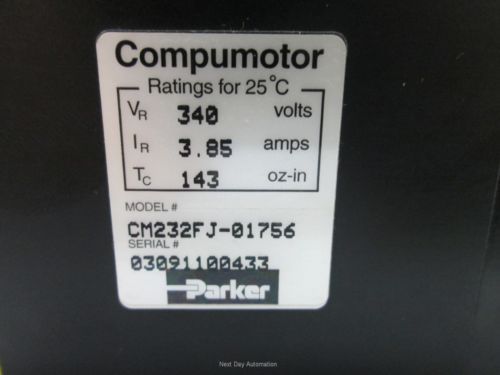 Compumotor
Ratings for 25°C
VR 340 volts
IR 3.85 amps
TC 143 oz-in
MODEL #
CM232FJ-01756
SERIAL #
03091100433
Parker
Next Day Automation